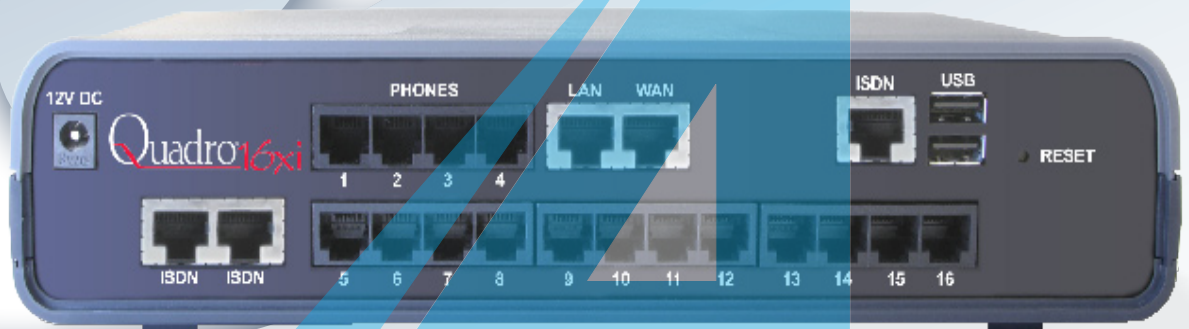 12V DC
Quadro16xi
PHONES
LAN WAN
ISDN
USB
RESET
1 2 3 4
ISDN ISDN
5 6 7 8 9 10 11 12 13 14 15 16